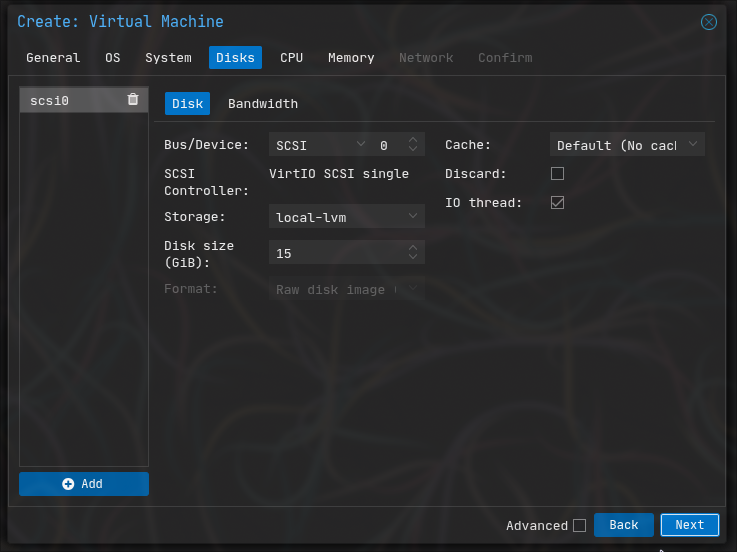 Create: Virtual Machine
General OS System Disks CPU Memory Network Confirm
scsi0
Disk Bandwidth
Bus/Device: SCSI 0 Cache: Default (No cach
SCSI Controller: VirtIO SCSI single Discard:
IO thread:
Storage: local-lvm
Disk size (GiB): 15
Format: Raw disk image (
Add
Advanced Back Next